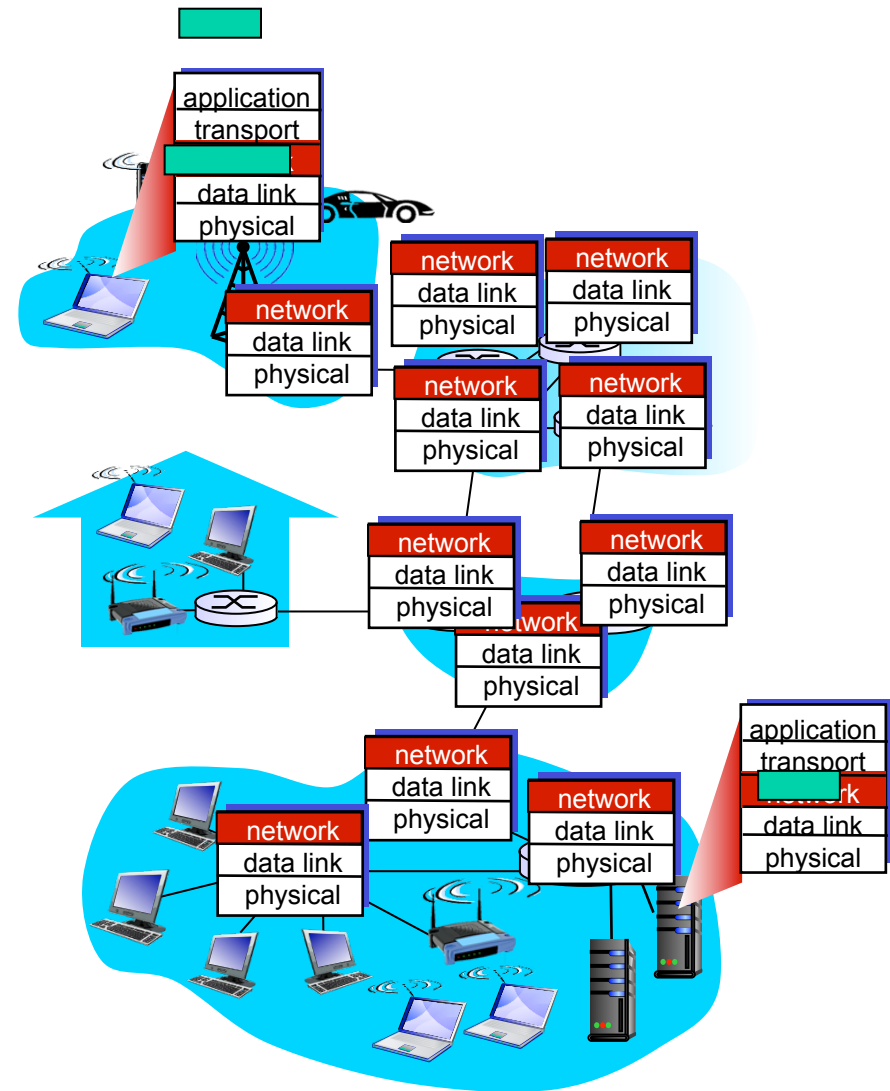 application
transport
data link
physical
network
data link
physical
network
data link
physical
network
data link
physical
network
data link
physical
network
data link
physical
network
data link
physical
network
data link
physical
network
data link
physical
application
transport
network
data link
physical
network
data link
physical
network
data link
physical
network
data link
physical